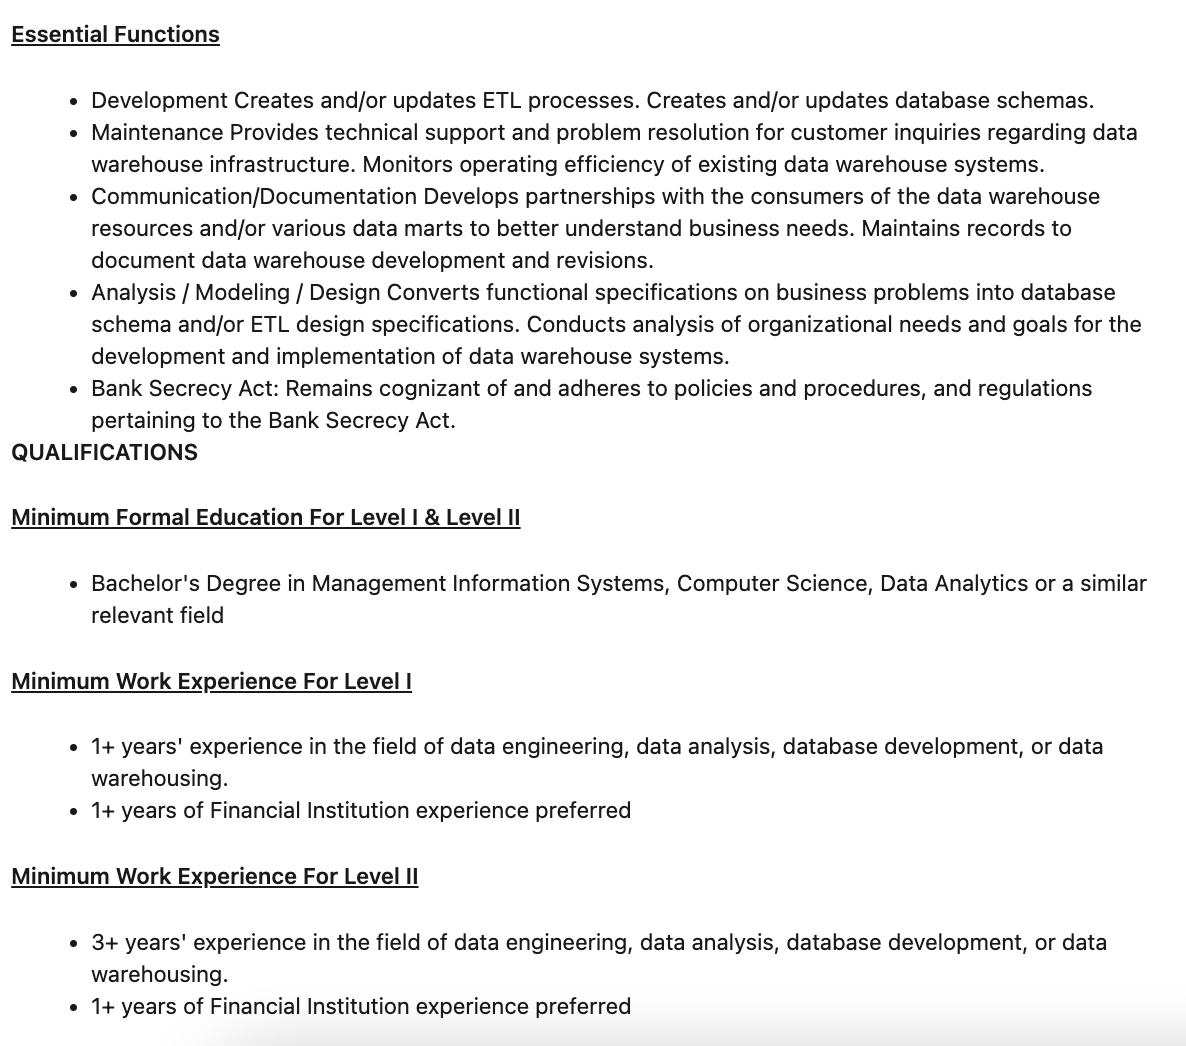 Essential Functions
• Development Creates and/or updates ETL processes. Creates and/or updates database schemas.
• Maintenance Provides technical support and problem resolution for customer inquiries regarding data
warehouse infrastructure. Monitors operating efficiency of existing data warehouse systems.
• Communication/Documentation Develops partnerships with the consumers of the data warehouse
resources and/or various data marts to better understand business needs. Maintains records to
document data warehouse development and revisions.
• Analysis / Modeling / Design Converts functional specifications on business problems into database
schema and/or ETL design specifications. Conducts analysis of organizational needs and goals for the
development and implementation of data warehouse systems.
• Bank Secrecy Act: Remains cognizant of and adheres to policies and procedures, and regulations
pertaining to the Bank Secrecy Act.
QUALIFICATIONS
Minimum Formal Education For Level I & Level II
• Bachelor's Degree in Management Information Systems, Computer Science, Data Analytics or a similar
relevant field
Minimum Work Experience For Level I
• 1+ years' experience in the field of data engineering, data analysis, database development, or data
warehousing.
• 1+ years of Financial Institution experience preferred
Minimum Work Experience For Level II
• 3+ years' experience in the field of data engineering, data analysis, database development, or data
warehousing.
• 1+ years of Financial Institution experience preferred